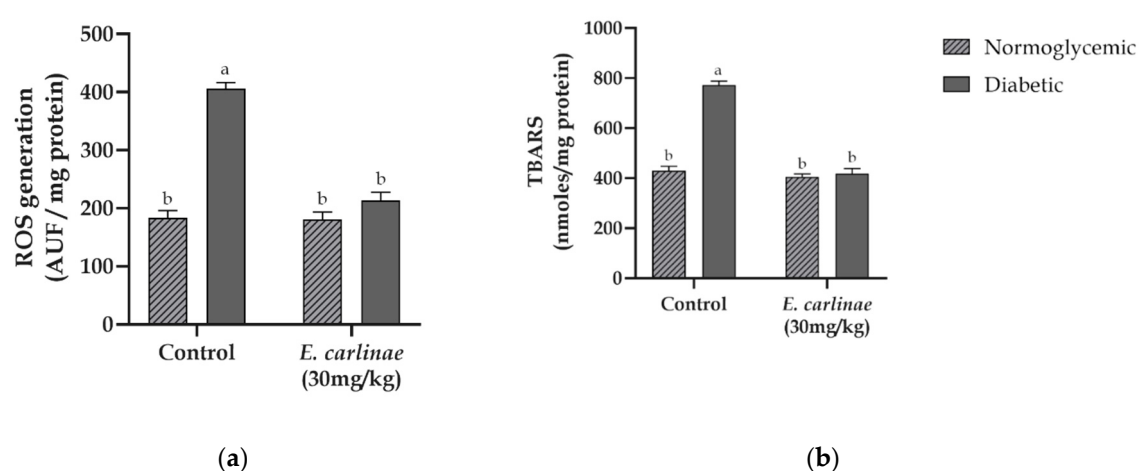 500
400
300
200
100
0
ROS generation
(AUF / mg protein)
b
a
b
b
Control
E. carlinae
(30mg/kg)
(a)
1000
800
600
400
200
0
TBARS
(nmoles/mg protein)
b
a
b
b
Control
E. carlinae
(30mg/kg)
(b)
Normoglycemic
Diabetic